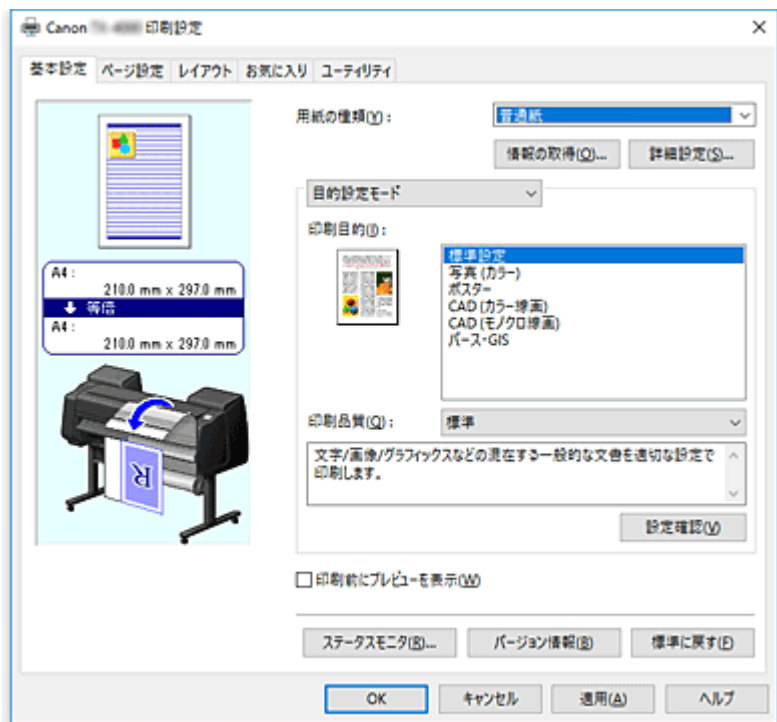 Canon 印刷設定
基本設定 ページ設定 レイアウト お気に入り ユーティリティ
用紙の種類(Y): 普通紙
情報の取得(O)... 詳細設定(S)...
目的設定モード
印刷目的(I):
標準設定
写真 (カラー)
ポスター
CAD (カラー線画)
CAD (モノクロ線画)
パース・GIS
A4:
210.0 mm x 297.0 mm
等倍
A4:
210.0 mm x 297.0 mm
R
印刷品質(Q): 標準
文字/画像/グラフィックスなどの混在する一般的な文書を適切な設定で
印刷します。
設定確認(V)
印刷前にプレビューを表示(W)
ステータスモニタ(R)... バージョン情報(B) 標準に戻す(F)
OK キャンセル 適用(A) ヘルプ